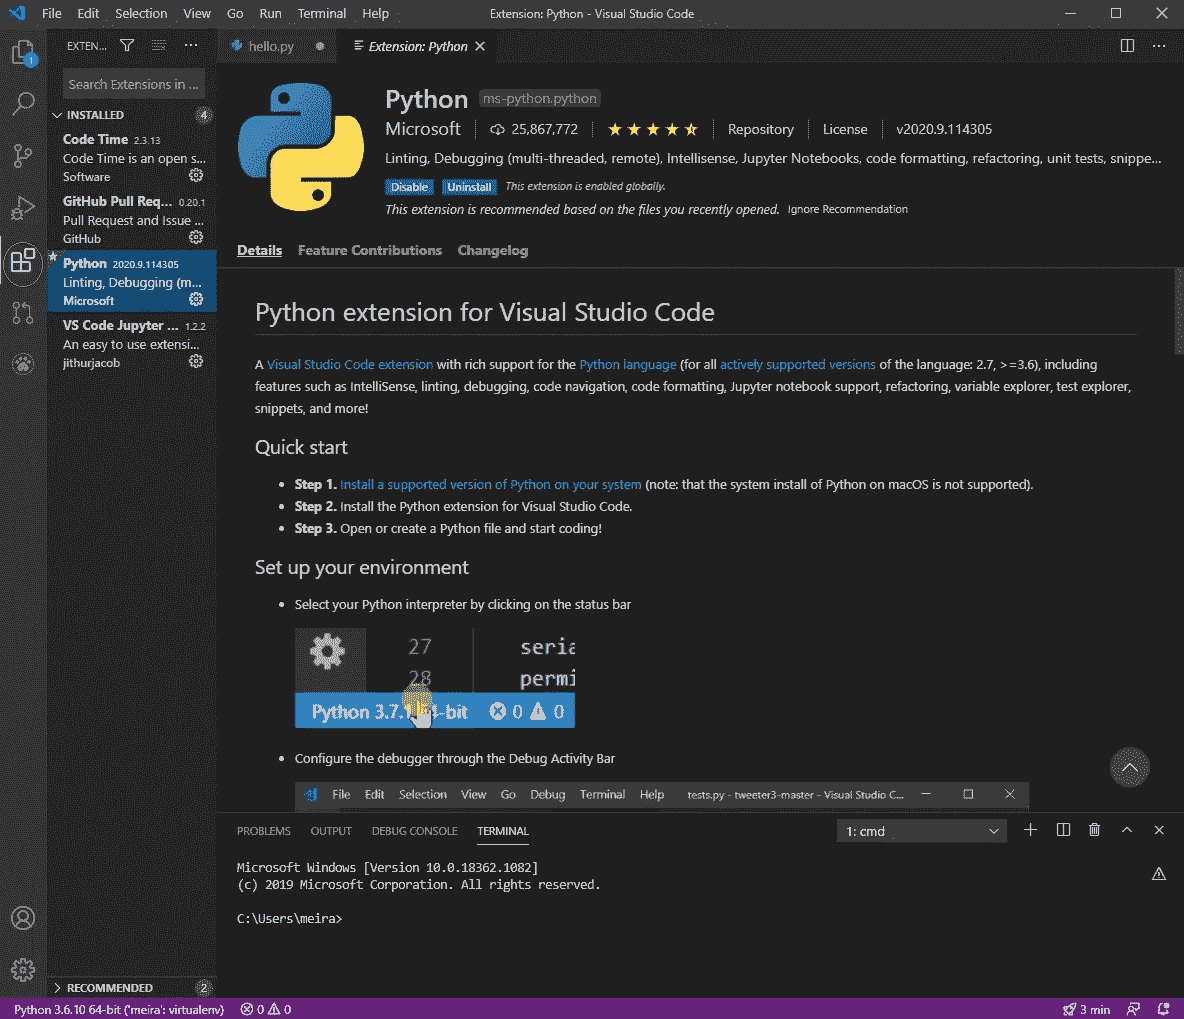 File Edit Selection View Go Run Terminal Help Extension: Python - Visual Studio Code
EXTEN...
hello.py
Extension: Python
1
Search Extensions in ...
INSTALLED 4
Code Time 2.3.13
Code Time is an open s...
Software
GitHub Pull Req... 0.20.1
Pull Request and Issue ...
GitHub
Python 2020.9.114305
Linting, Debugging (m...
Microsoft
VS Code Jupyter ... 1.2.2
An easy to use extensi...
jithurjacob
RECOMMENDED 2
Python ms-python.python
Microsoft 25,867,772 Repository License v2020.9.114305
Linting, Debugging (multi-threaded, remote), Intellisense, Jupyter Notebooks, code formatting, refactoring, unit tests, snippe...
Disable Uninstall This extension is enabled globally.
This extension is recommended based on the files you recently opened. Ignore Recommendation
Details Feature Contributions Changelog
Python extension for Visual Studio Code
A Visual Studio Code extension with rich support for the Python language (for all actively supported versions of the language: 2.7, >=3.6), including
features such as IntelliSense, linting, debugging, code navigation, code formatting, Jupyter notebook support, refactoring, variable explorer, test explorer,
snippets, and more!
Quick start
Step 1. Install a supported version of Python on your system (note: that the system install of Python on macOS is not supported).
Step 2. Install the Python extension for Visual Studio Code.
Step 3. Open or create a Python file and start coding!
Set up your environment
Select your Python interpreter by clicking on the status bar
27 seria
28 permi
Python 3.7. -bit 0 0
Configure the debugger through the Debug Activity Bar
File Edit Selection View Go Debug Terminal Help tests.py - tweeter3-master - Visual Studio C...
PROBLEMS OUTPUT DEBUG CONSOLE TERMINAL 1: cmd
Microsoft Windows [Version 10.0.18362.1082]
(c) 2019 Microsoft Corporation. All rights reserved.
C:\Users\meira>
Python 3.6.10 64-bit {'meira': virtualenv} 0 0 3 min